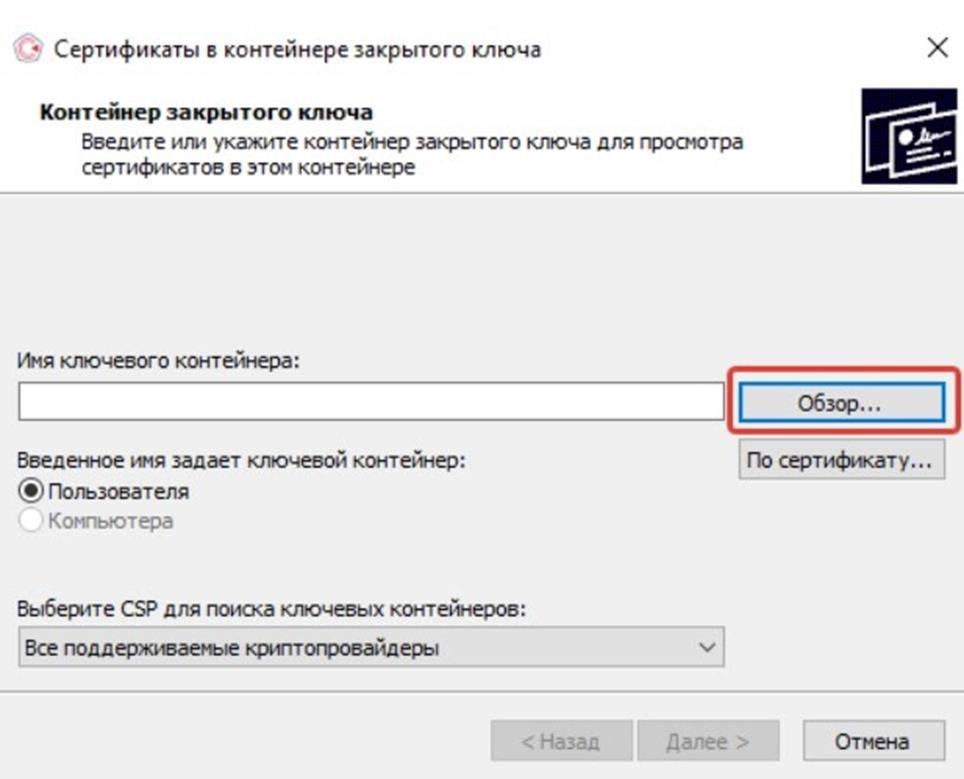 Сертификаты в контейнере закрытого ключа
Контейнер закрытого ключа
Введите или укажите контейнер закрытого ключа для просмотра
сертификатов в этом контейнере
Имя ключевого контейнера:
Обзор...
Введенное имя задает ключевой контейнер:
По сертификату...
Пользователя
Компьютера
Выберите CSP для поиска ключевых контейнеров:
Все поддерживаемые криптопровайдеры
< Назад
Далее >
Отмена